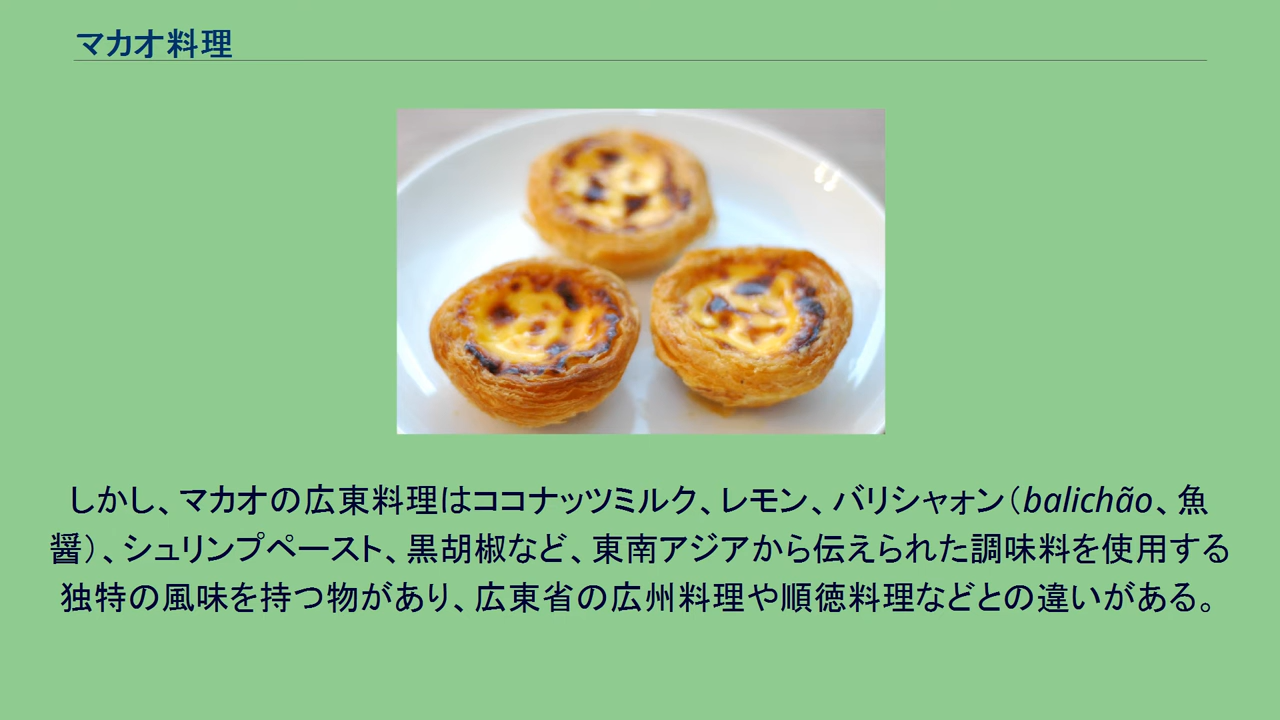 マカオ料理
しかし、マカオの広東料理はココナッツミルク、レモン、バリシャォン（balichão、魚
醤）、シュリンプペースト、黒胡椒など、東南アジアから伝えられた調味料を使用する
独特の風味を持つ物があり、広東省の広州料理や順徳料理などとの違いがある。